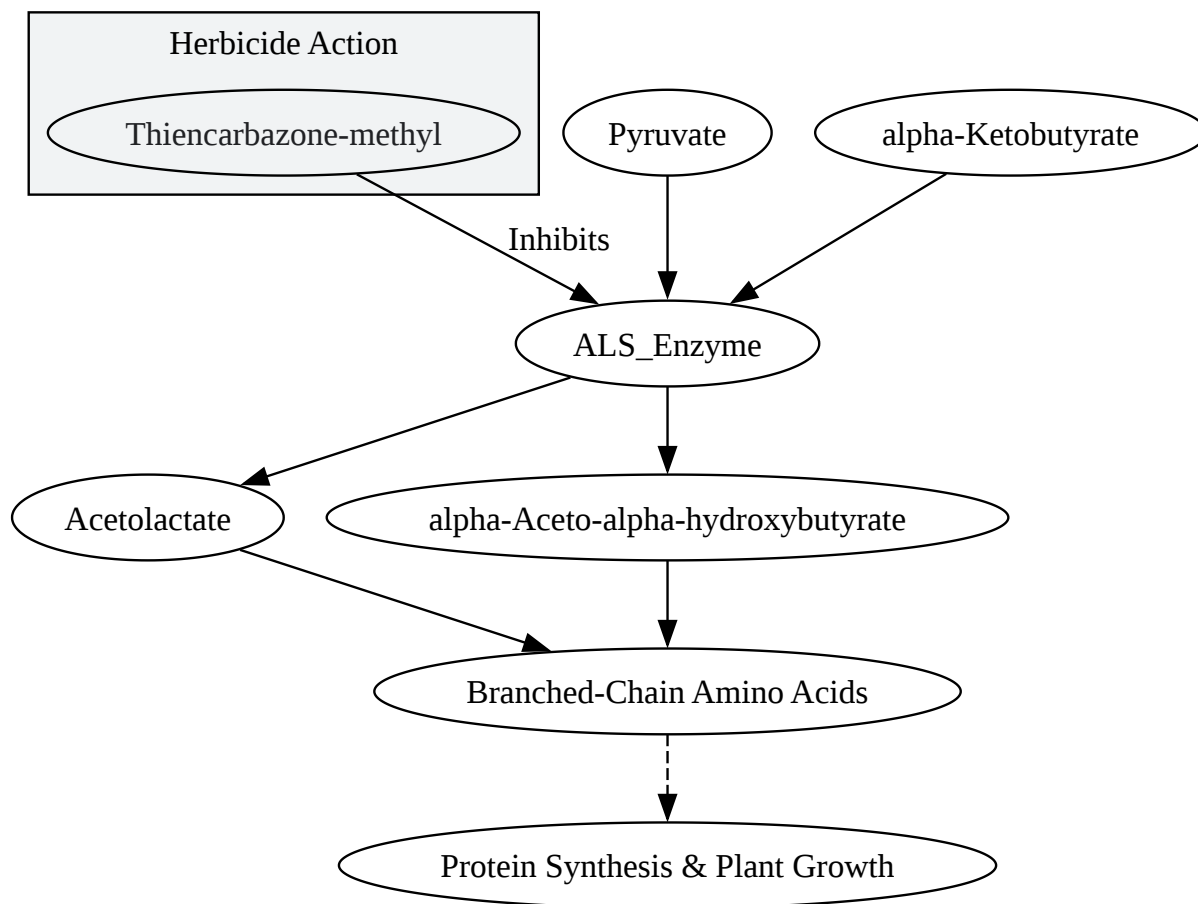 Herbicide Action
Thiencarbazone-methyl
Pyruvate
alpha-Ketobutyrate
Inhibits
ALS_Enzyme
Acetolactate
alpha-Aceto-alpha-hydroxybutyrate
Branched-Chain Amino Acids
Protein Synthesis & Plant Growth